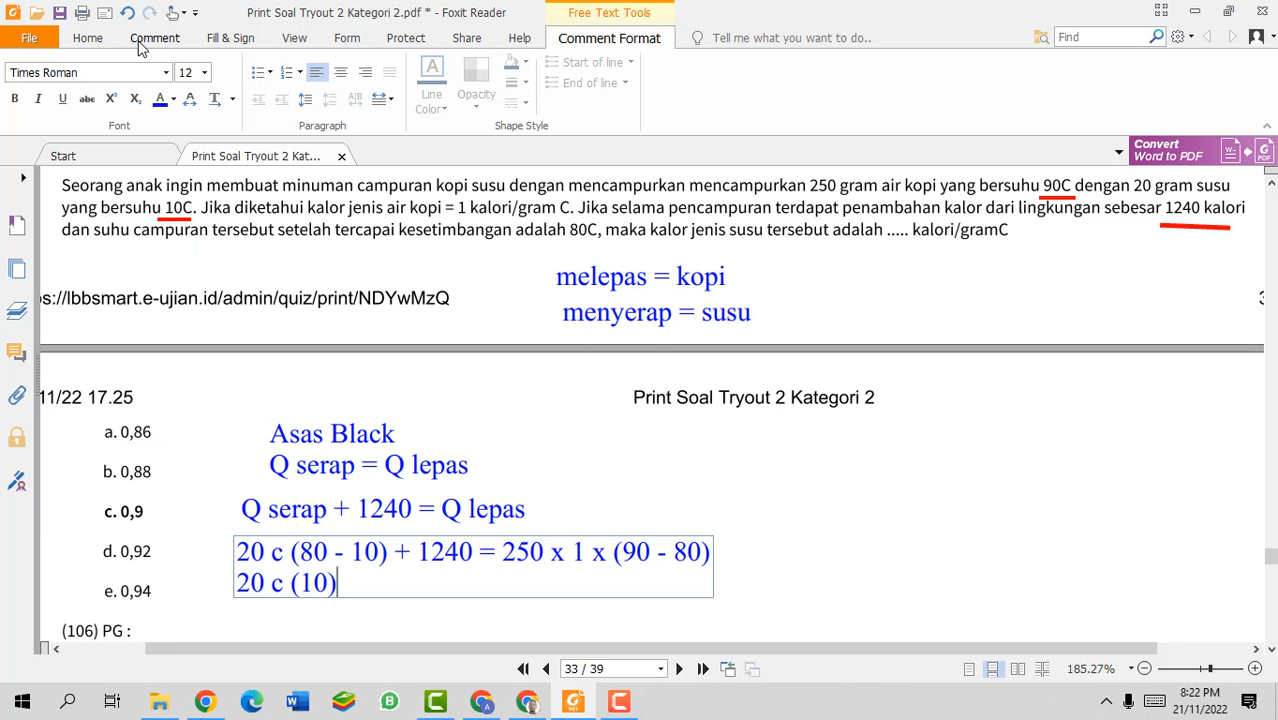 Print Soal Tryout 2 Kategori 2.pdf * - Foxit Reader
Free Text Tools
File Home Comment Fill & Sign View Form Protect Share Help Comment Format Tell me what you want to do... Find
Times Roman 12
Start of line
End of line
Line Color
Opacity
Font Paragraph Shape Style
Start
Print Soal Tryout 2 Kat...
Convert
Word to PDF
Seorang anak ingin membuat minuman campuran kopi susu dengan mencampurkan mencampurkan 250 gram air kopi yang bersuhu 90C dengan 20 gram susu
yang bersuhu 10C. Jika diketahui kalor jenis air kopi = 1 kalori/gram C. Jika selama pencampuran terdapat penambahan kalor dari lingkungan sebesar 1240 kalori
dan suhu campuran tersebut setelah tercapai kesetimbangan adalah 80C, maka kalor jenis susu tersebut adalah ..... kalori/gramC
melepas = kopi
menyerap = susu
ps://lbbsmart.e-ujian.id/admin/quiz/print/NDYwMzQ
3
11/22 17.25
Print Soal Tryout 2 Kategori 2
a. 0,86
b. 0,88
c. 0,9
d. 0,92
e. 0,94
Asas Black
Q serap = Q lepas
Q serap + 1240 = Q lepas
20 c (80 - 10) + 1240 = 250 x 1 x (90 - 80)
20 c (10)
(106) PG :
33 / 39
185.27%
8:22 PM
21/11/2022